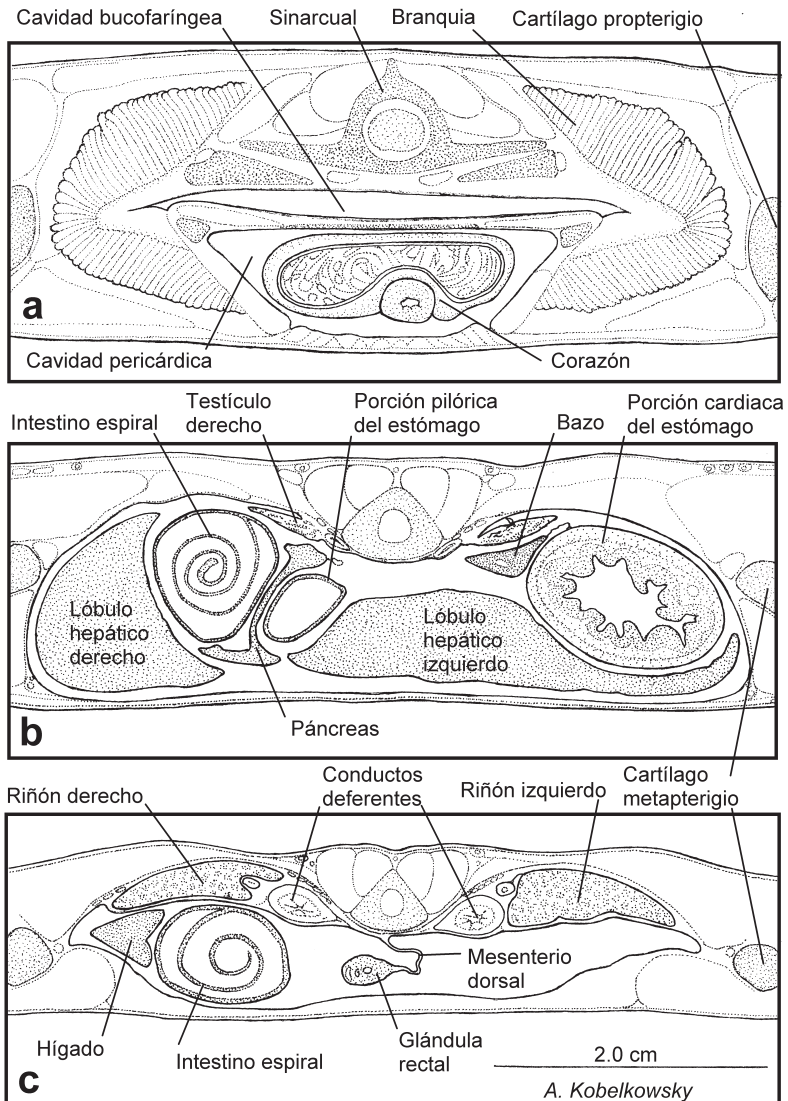 Cavidad bucofaríngea
Sinarcual
Branquia
Cartílago propterigio
a
Cavidad pericárdica
Corazón
Intestino espiral
Testículo
derecho
Porción pilórica
del estómago
Bazo
Porción cardiaca
del estómago
Lóbulo
hepático
derecho
Lóbulo
hepático
izquierdo
b
Páncreas
Riñón derecho
Conductos
deferentes
Riñón izquierdo
Cartílago
metapterigio
Mesenterio
dorsal
Hígado
Intestino espiral
Glándula
rectal
2.0 cm
c
A. Kobelkowsky